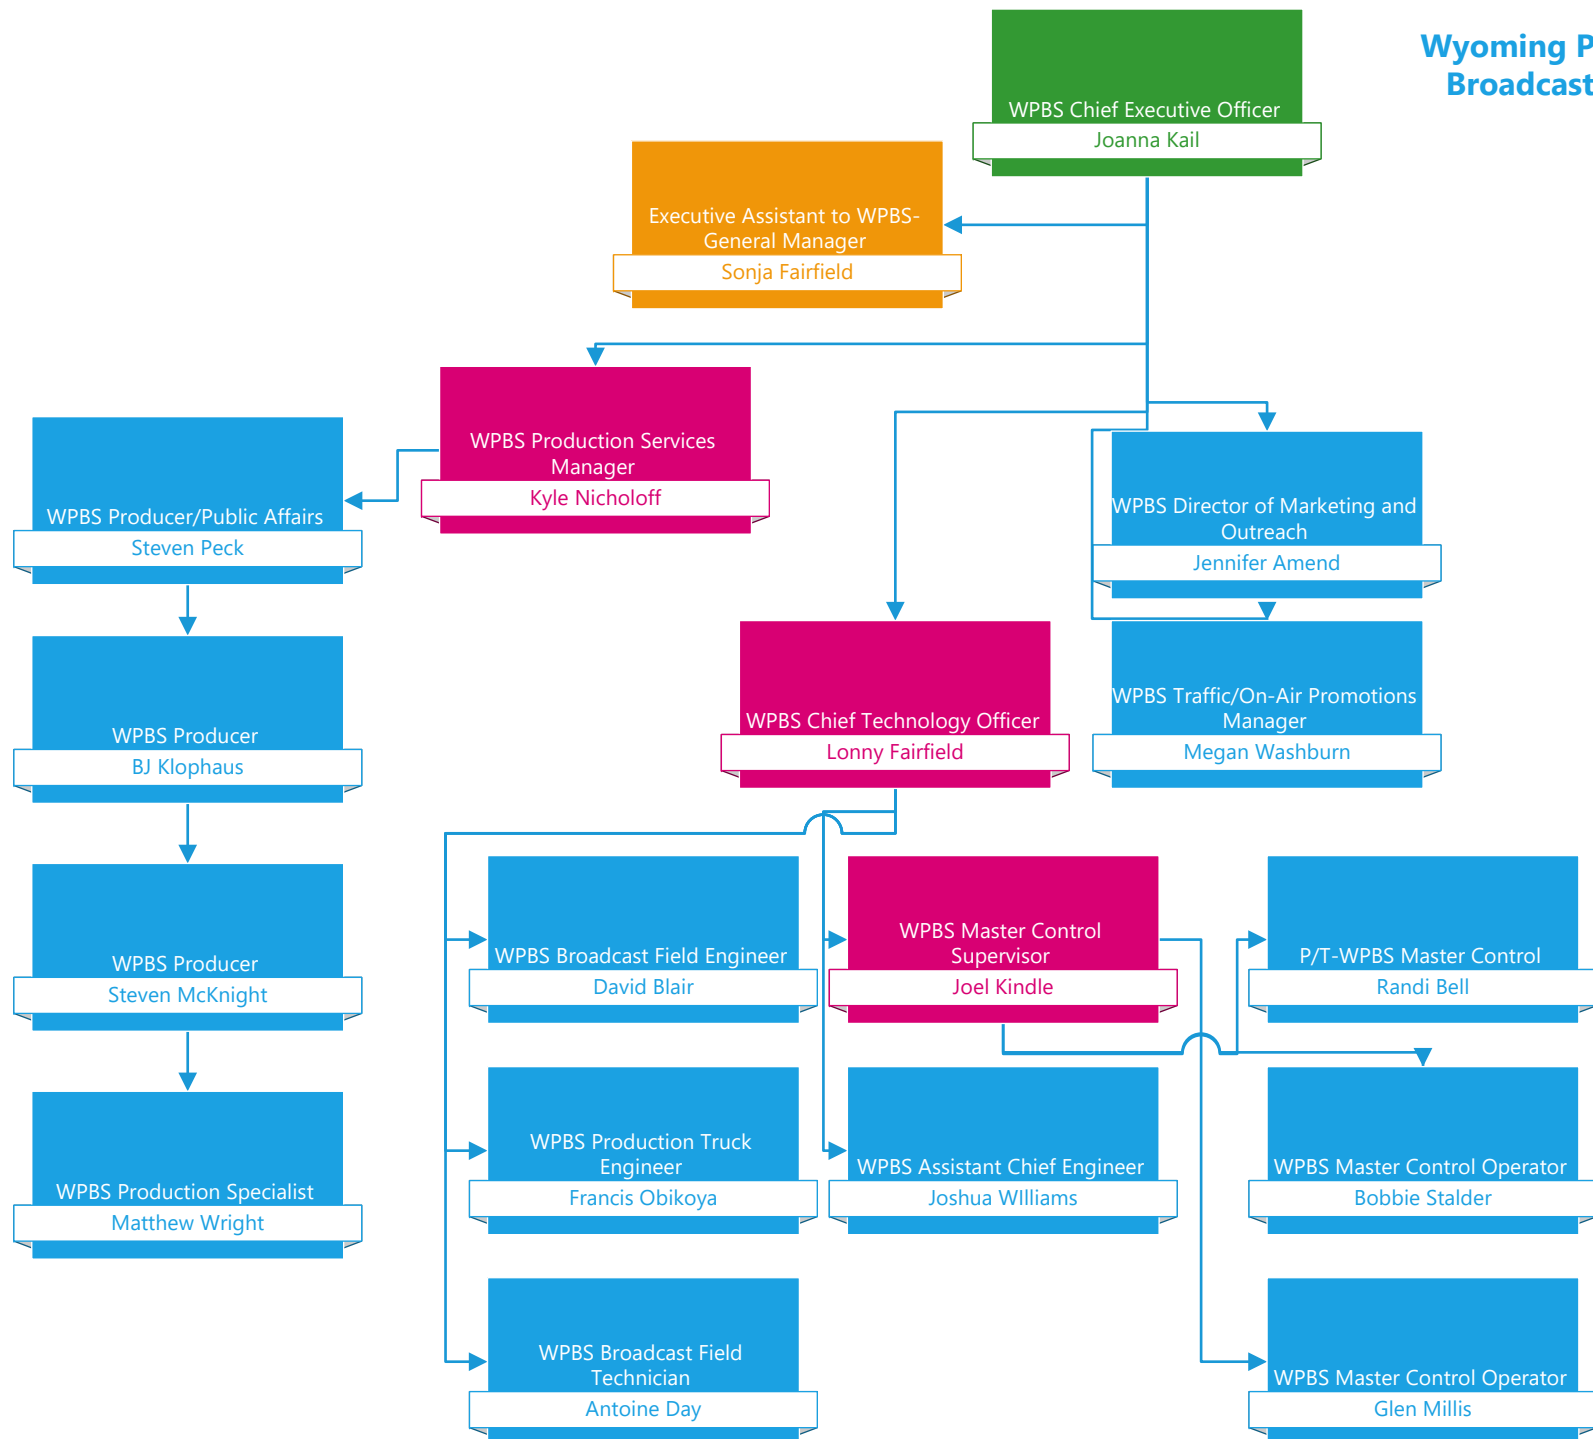 Wyoming P
Broadcast
WPBS Chief Executive Officer
Joanna Kail
Executive Assistant to WPBS-
General Manager
Sonja Fairfield
WPBS Production Services
Manager
Kyle Nicholoff
WPBS Producer/Public Affairs
Steven Peck
WPBS Director of Marketing and
Outreach
Jennifer Amend
WPBS Producer
BJ Klophaus
WPBS Chief Technology Officer
Lonny Fairfield
WPBS Traffic/On-Air Promotions
Manager
Megan Washburn
WPBS Producer
Steven McKnight
WPBS Broadcast Field Engineer
David Blair
WPBS Master Control
Supervisor
Joel Kindle
P/T-WPBS Master Control
Randi Bell
WPBS Production Specialist
Matthew Wright
WPBS Production Truck
Engineer
Francis Obikoya
WPBS Assistant Chief Engineer
Joshua WIlliams
WPBS Master Control Operator
Bobbie Stalder
WPBS Broadcast Field
Technician
Antoine Day
WPBS Master Control Operator
Glen Millis